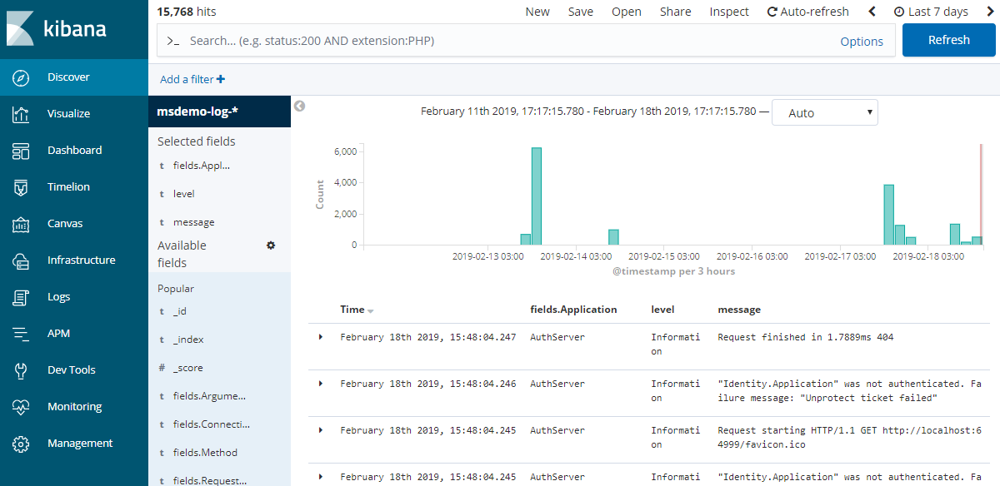 kibana
Discover
Visualize
Dashboard
Timelion
Canvas
Infrastructure
Logs
APM
Dev Tools
Monitoring
Management
15,768 hits
New Save Open Share Inspect Auto-refresh Last 7 days
>_ Search... (e.g. status:200 AND extension:PHP) Options Refresh
Add a filter +
msdemo-log-*
Selected fields
t fields.Appl...
t level
t message
Available
fields
Popular
t _id
t _index
# _score
t fields.Argume...
t fields.Connecti...
t fields.Method
t fields.Request...
February 11th 2019, 17:17:15.780 - February 18th 2019, 17:17:15.780 — Auto
Count
6,000
4,000
2,000
0
2019-02-13 03:00 2019-02-14 03:00 2019-02-15 03:00 2019-02-16 03:00 2019-02-17 03:00 2019-02-18 03:00
@timestamp per 3 hours
Time fields.Application level message
February 18th 2019, 15:48:04.247 AuthServer Informati Request finished in 1.7889ms 404
on
February 18th 2019, 15:48:04.246 AuthServer Informati "Identity.Application" was not authenticated. Fa
on ilure message: "Unprotect ticket failed"
February 18th 2019, 15:48:04.245 AuthServer Informati Request starting HTTP/1.1 GET http://localhost:6
on 4999/favicon.ico
February 18th 2019, 15:48:04.245 AuthServer Informati "Identity.Application" was not authenticated. Fa